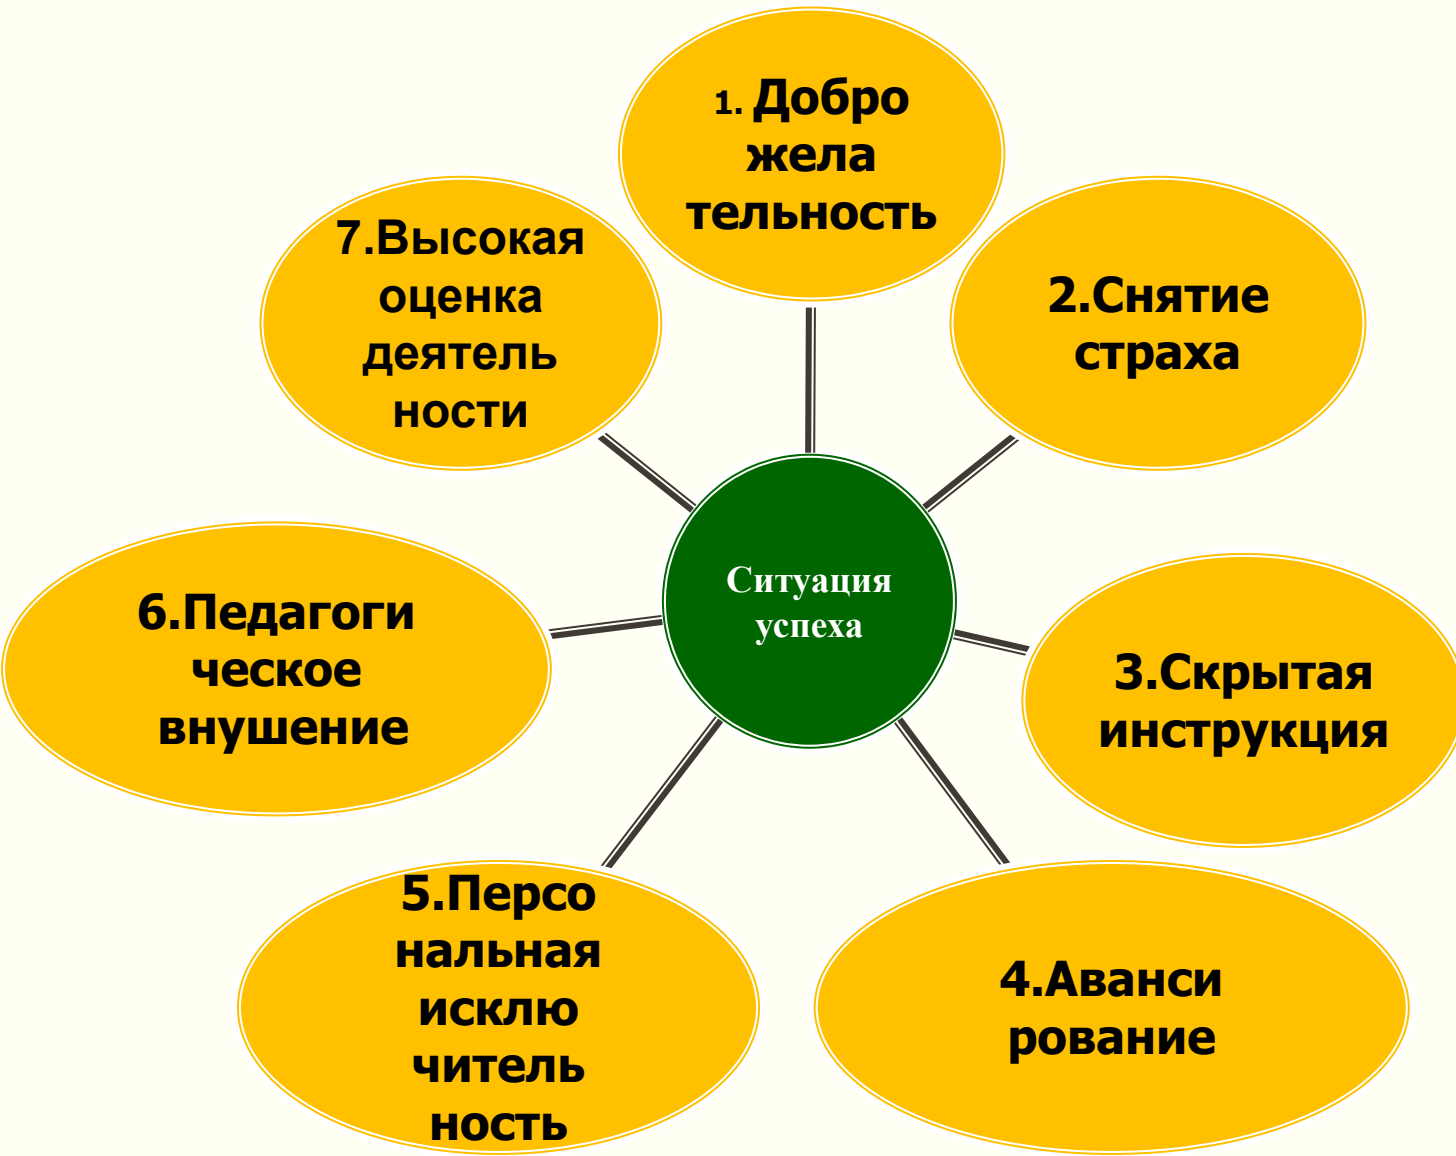 1. Добро
жела
тельность
2.Снятие
страха
3.Скрытая
инструкция
4.Аванси
рование
5.Персо
нальная
исклю
читель
ность
6.Педагоги
ческое
внушение
7.Высокая
оценка
деятель
ности
Ситуация
успеха